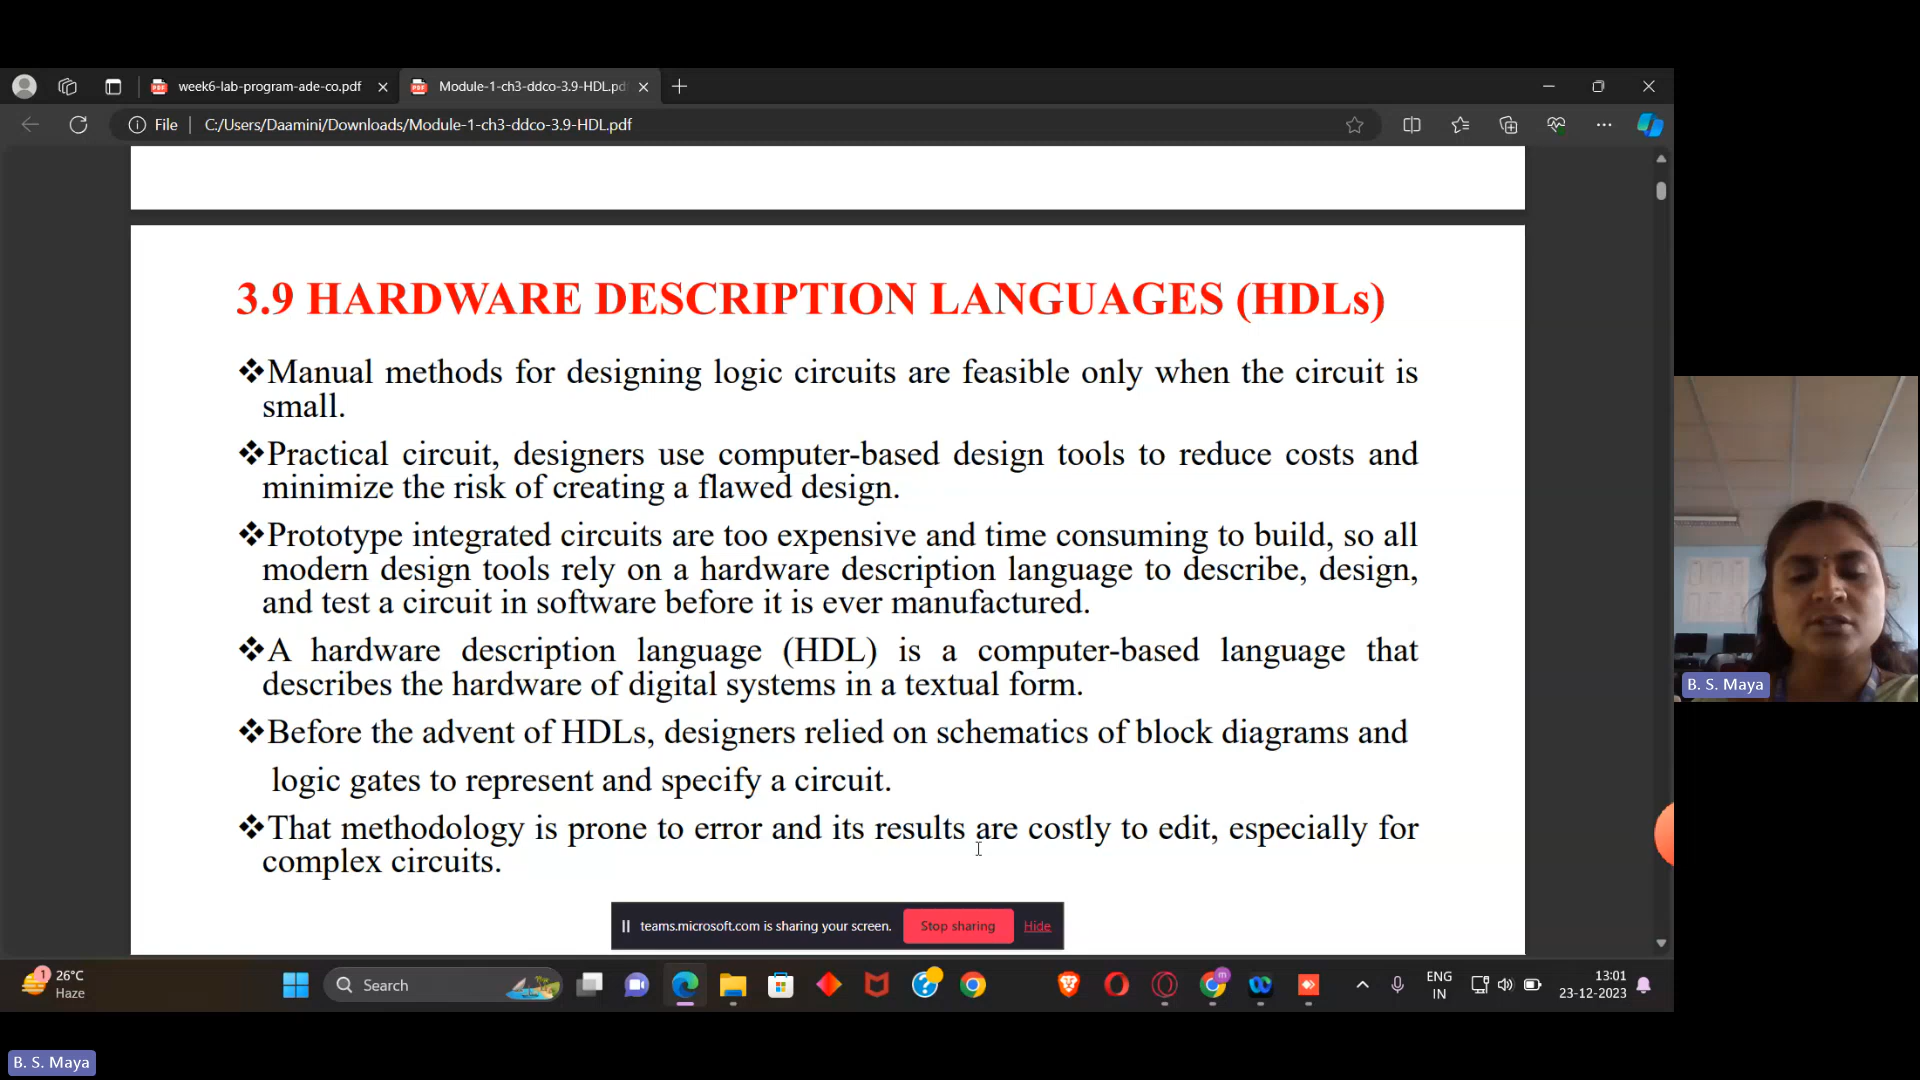 week6-lab-program-ade-co.pdf
Module-1-ch3-ddco-3.9-HDL.pd
File
C:/Users/Daamini/Downloads/Module-1-ch3-ddco-3.9-HDL.pdf
3.9 HARDWARE DESCRIPTION LANGUAGES (HDLs)
❖Manual methods for designing logic circuits are feasible only when the circuit is
small.
❖Practical circuit, designers use computer-based design tools to reduce costs and
minimize the risk of creating a flawed design.
❖Prototype integrated circuits are too expensive and time consuming to build, so all
modern design tools rely on a hardware description language to describe, design,
and test a circuit in software before it is ever manufactured.
❖A hardware description language (HDL) is a computer-based language that
describes the hardware of digital systems in a textual form.
❖Before the advent of HDLs, designers relied on schematics of block diagrams and
logic gates to represent and specify a circuit.
❖That methodology is prone to error and its results are costly to edit, especially for
complex circuits.
B. S. Maya
teams.microsoft.com is sharing your screen.
Stop sharing
Hide
1
26°C
Haze
Search
m
ENG
IN
13:01
23-12-2023
B. S. Maya